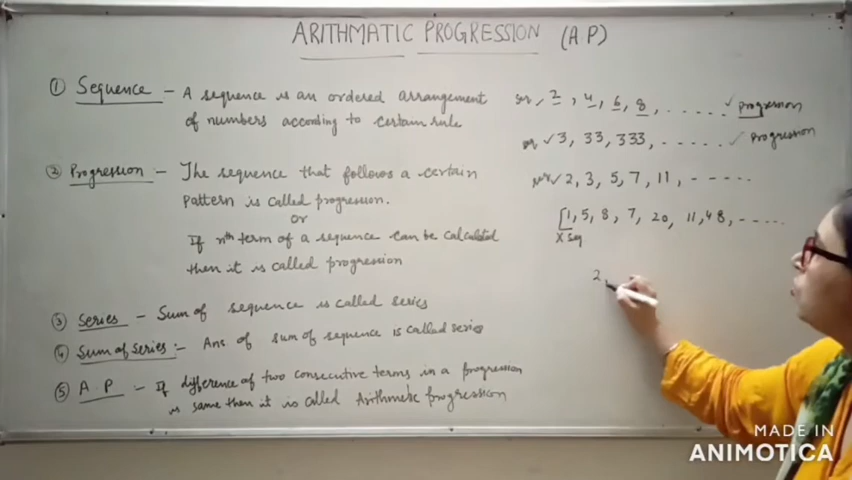 ARITHMATIC PROGRESSION (A.P)
① Sequence - A sequence is an ordered arrangement
of numbers according to certain rule
② Progression - The sequence that follows a certain
pattern is called progression.
or
If nth term of a sequence can be calculated
then it is called progression
③ Series - Sum of sequence is called series
④ Sum of series :- Ans. of sum of sequence is called series
⑤ A P :- If difference of two consecutive terms in a progression
is same then it is called Arithmetic progression
2, 4, 6, 8, ...... ✓ progression
✓ 3, 33, 333, ...... ✓ progression
✓ 2, 3, 5, 7, 11, ------
[1, 5, 8, 7, 20, 11, 48, ------
X seq
2,
MADE IN
ANIMOTICA